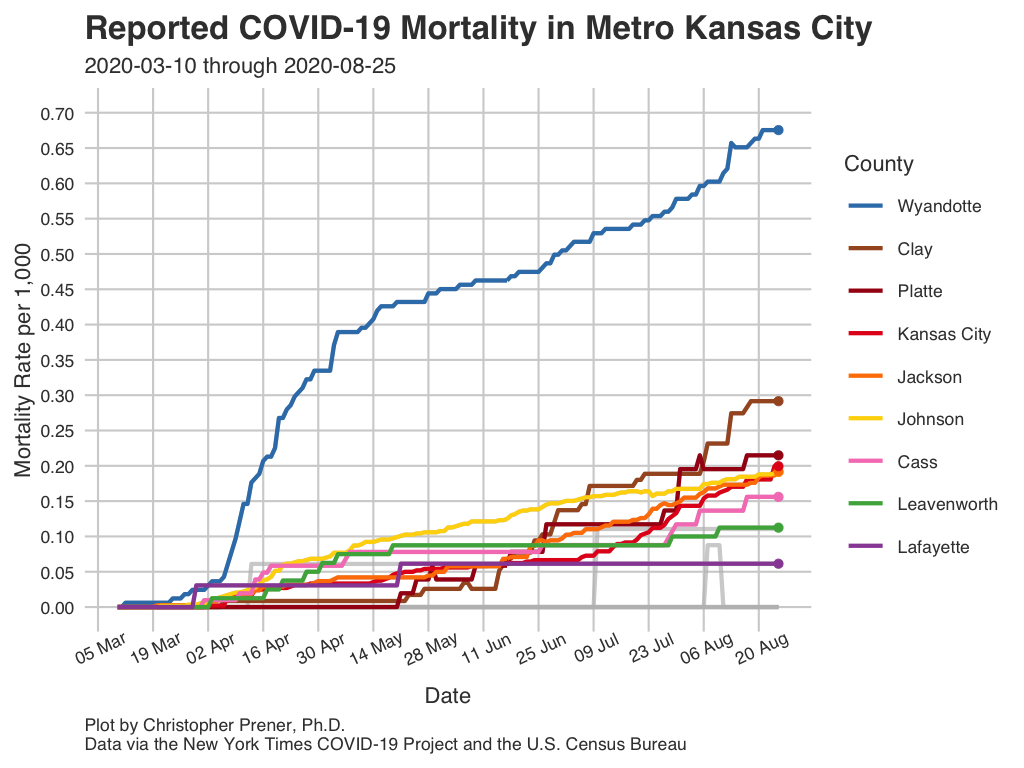 Reported COVID-19 Mortality in Metro Kansas City
2020-03-10 through 2020-08-25
Mortality Rate per 1,000
0.70
0.65
0.60
0.55
0.50
0.45
0.40
0.35
0.30
0.25
0.20
0.15
0.10
0.05
0.00
05 Mar
19 Mar
02 Apr
16 Apr
30 Apr
14 May
28 May
11 Jun
25 Jun
09 Jul
23 Jul
06 Aug
20 Aug
Date
County
Wyandotte
Clay
Platte
Kansas City
Jackson
Johnson
Cass
Leavenworth
Lafayette
Plot by Christopher Prener, Ph.D.
Data via the New York Times COVID-19 Project and the U.S. Census Bureau